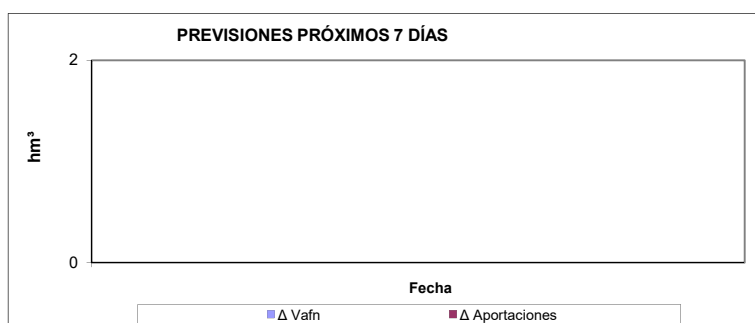 PREVISIONES PRÓXIMOS 7 DÍAS
2
hm³
0
Fecha
Δ Vafn Δ Aportaciones